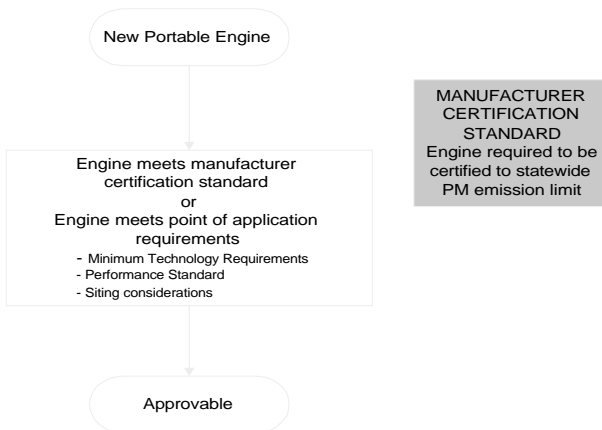 New Portable Engine
MANUFACTURER
CERTIFICATION
STANDARD
Engine required to be
certified to statewide
PM emission limit
Engine meets manufacturer
certification standard
or
Engine meets point of application
requirements
- Minimum Technology Requirements
- Performance Standard
- Siting considerations
Approvable